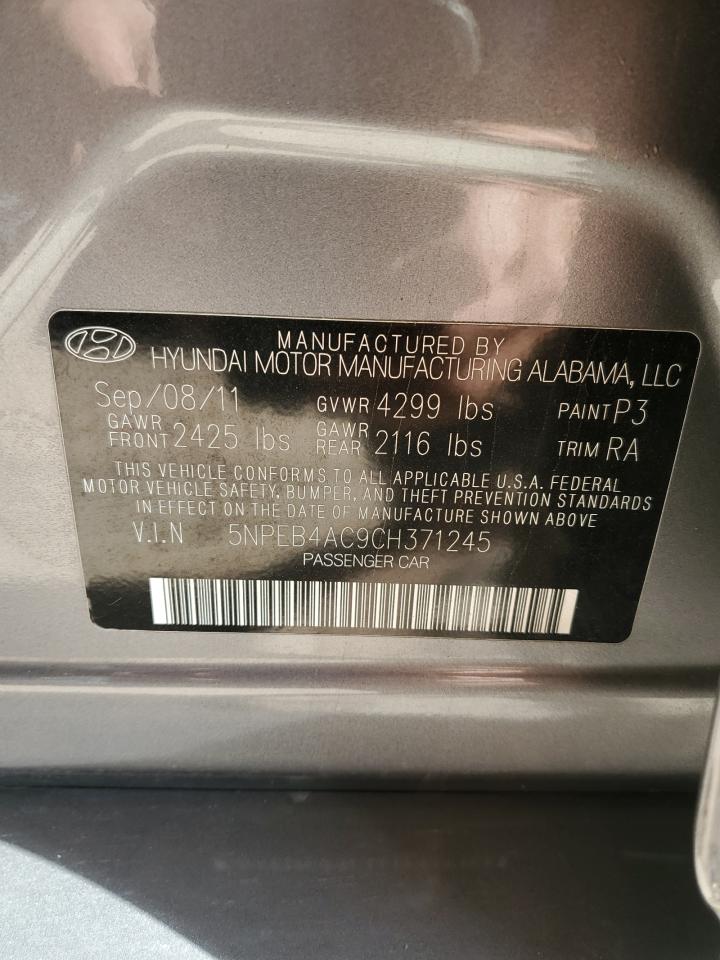 MANUFACTURED BY
HYUNDAI MOTOR MANUFACTURING ALABAMA, LLC
Sep/08/11 GVWR 4299 lbs PAINT P3
GAWR FRONT 2425 lbs GAWR REAR 2116 lbs TRIM RA
THIS VEHICLE CONFORMS TO ALL APPLICABLE U.S.A. FEDERAL
MOTOR VEHICLE SAFETY, BUMPER, AND THEFT PREVENTION STANDARDS
IN EFFECT ON THE DATE OF MANUFACTURE SHOWN ABOVE
V.I.N 5NPEB4AC9CH371245
PASSENGER CAR